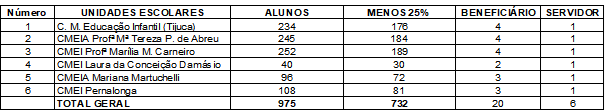 Número UNIDADES ESCOLARES ALUNOS MENOS 25% BENEFICIÁRIO SERVIDOR
1 C. M. Educação Infantil (Tijuca) 234 176 4 1
2 CMEIA Profª Mª Tereza P. de Abreu 245 184 4 1
3 CMEI Profª Marília M. Carneiro 252 189 4 1
4 CMEI Laura da Conceição Damásio 40 30 2 1
5 CMEIA Mariana Martuchelli 96 72 3 1
6 CMEI Pernalonga 108 81 3 1
TOTAL GERAL 975 732 20 6